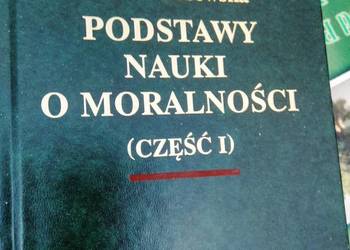 PODSTAWY
NAUKI
O MORALNOŚCI
(CZĘŚĆ I)